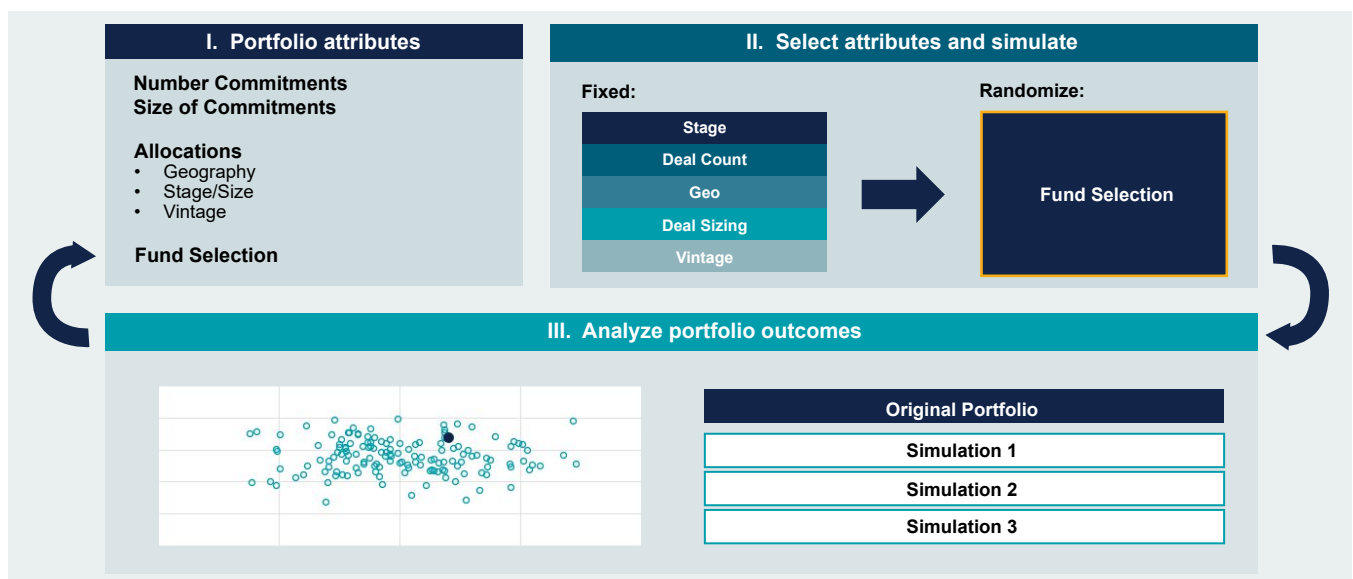 I. Portfolio attributes
Number Commitments
Size of Commitments
Allocations
• Geography
• Stage/Size
• Vintage
Fund Selection
II. Select attributes and simulate
Fixed:
Stage
Deal Count
Geo
Deal Sizing
Vintage
Randomize:
Fund Selection
III. Analyze portfolio outcomes
Original Portfolio
Simulation 1
Simulation 2
Simulation 3